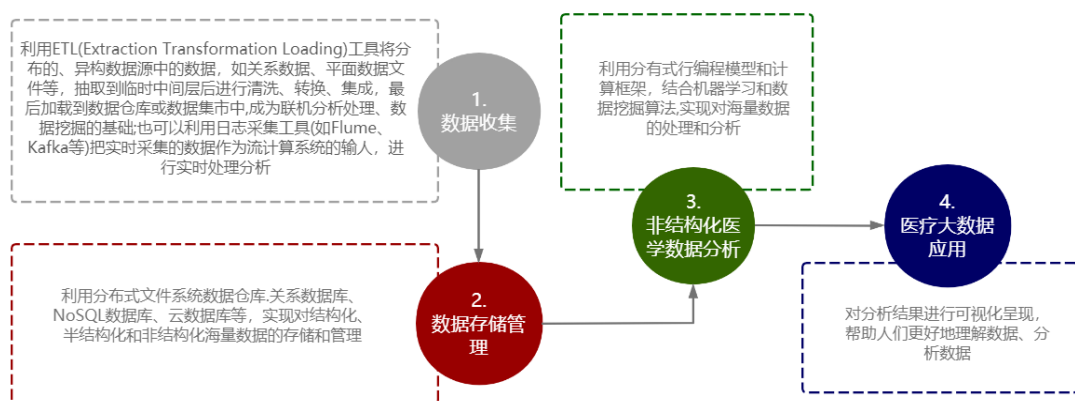 利用ETL(Extraction Transformation Loading)工具将分
布的、异构数据源中的数据，如关系数据、平面数据文
件等，抽取到临时中间层后进行清洗、转换、集成，最
后加载到数据仓库或数据集市中,成为联机分析处理、数
据挖掘的基础;也可以利用日志采集工具(如Flume、
Kafka等)把实时采集的数据作为流计算系统的输人，进
行实时处理分析
1.
数据收集
利用分布式文件系统数据仓库.关系数据库、
NoSQL数据库、云数据库等，实现对结构化、
半结构化和非结构化海量数据的存储和管理
2.
数据存储管
理
利用分有式行编程模型和计
算框架，结合机器学习和数
据挖掘算法,实现对海量数据
的处理和分析
3.
非结构化医
学数据分析
4.
医疗大数据
应用
对分析结果进行可视化呈现，
帮助人们更好地理解数据、分
析数据